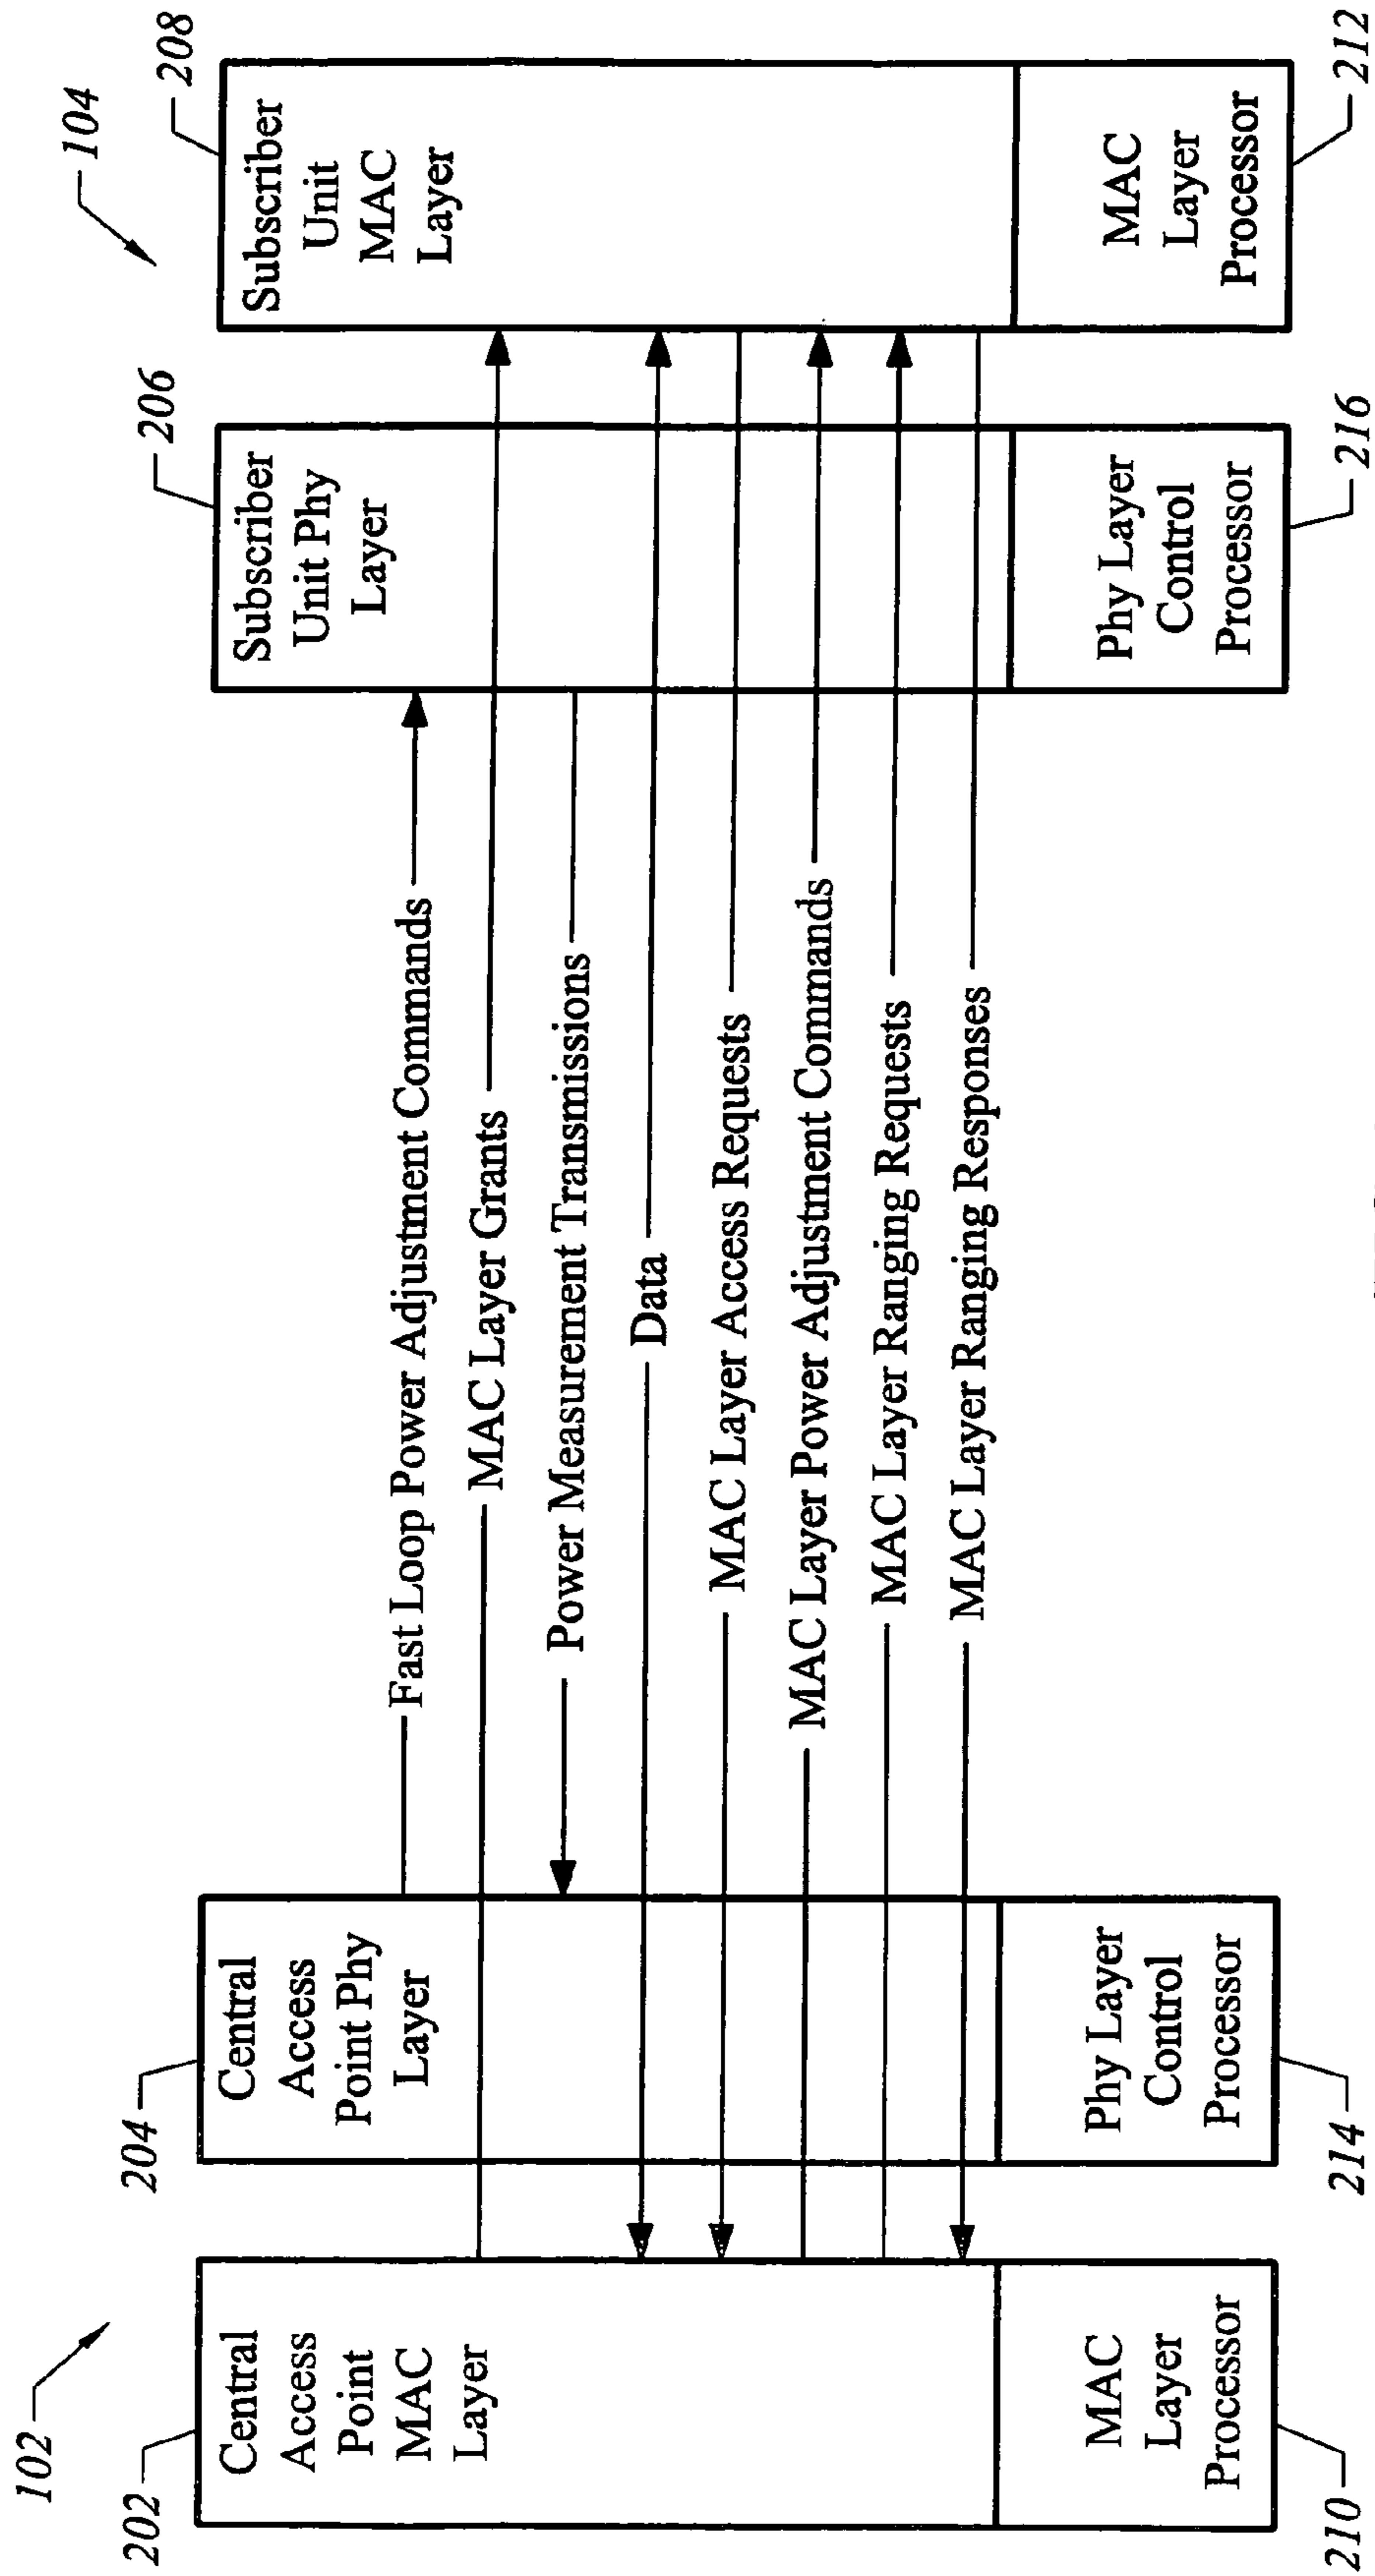 102
104
202
204
206
208
Central
Access
Point
MAC
Layer
Central
Access
Point Phy
Layer
Subscriber
Unit Phy
Layer
Subscriber
Unit
MAC
Layer
Fast Loop Power Adjustment Commands
MAC Layer Grants
Power Measurement Transmissions
Data
MAC Layer Access Requests
MAC Layer Power Adjustment Commands
MAC Layer Ranging Requests
MAC Layer Ranging Responses
MAC
Layer
Processor
Phy Layer
Control
Processor
Phy Layer
Control
Processor
MAC
Layer
Processor
210
214
216
212